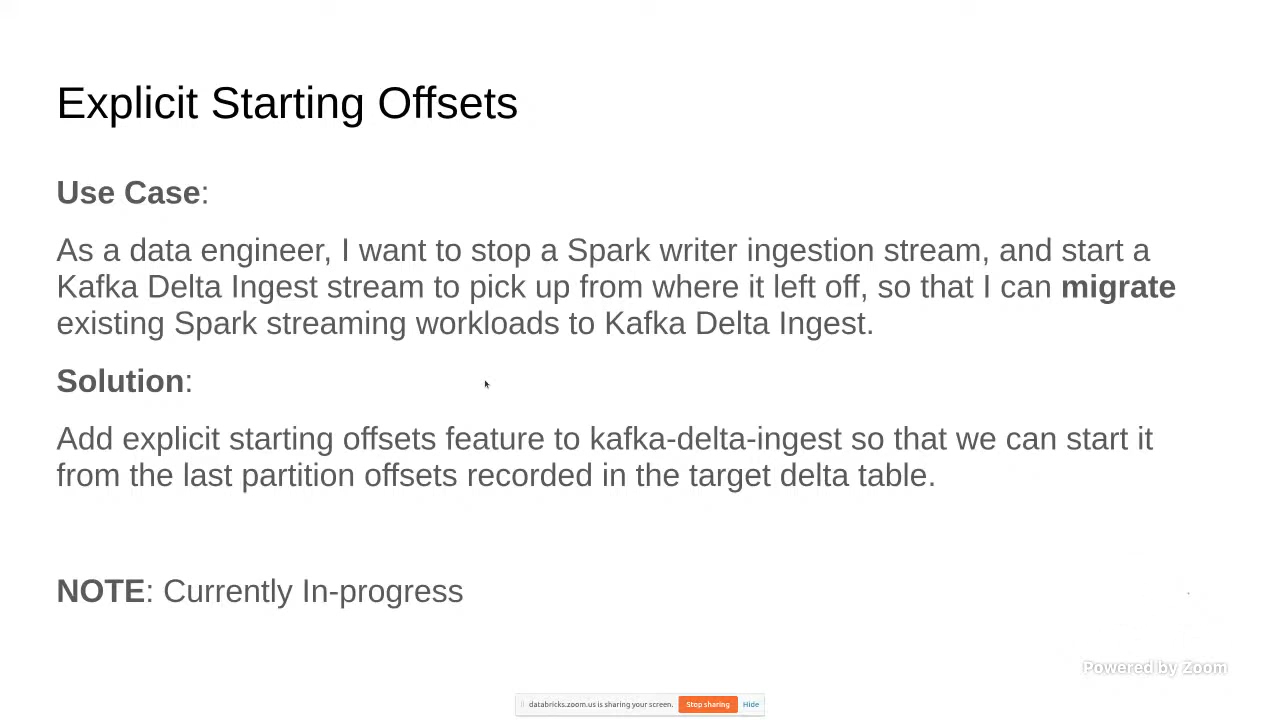 Explicit Starting Offsets
Use Case:
As a data engineer, I want to stop a Spark writer ingestion stream, and start a
Kafka Delta Ingest stream to pick up from where it left off, so that I can migrate
existing Spark streaming workloads to Kafka Delta Ingest.
Solution:
Add explicit starting offsets feature to kafka-delta-ingest so that we can start it
from the last partition offsets recorded in the target delta table.
NOTE: Currently In-progress
Powered by Zoom
databricks.zoom.us is sharing your screen. Stop sharing Hide